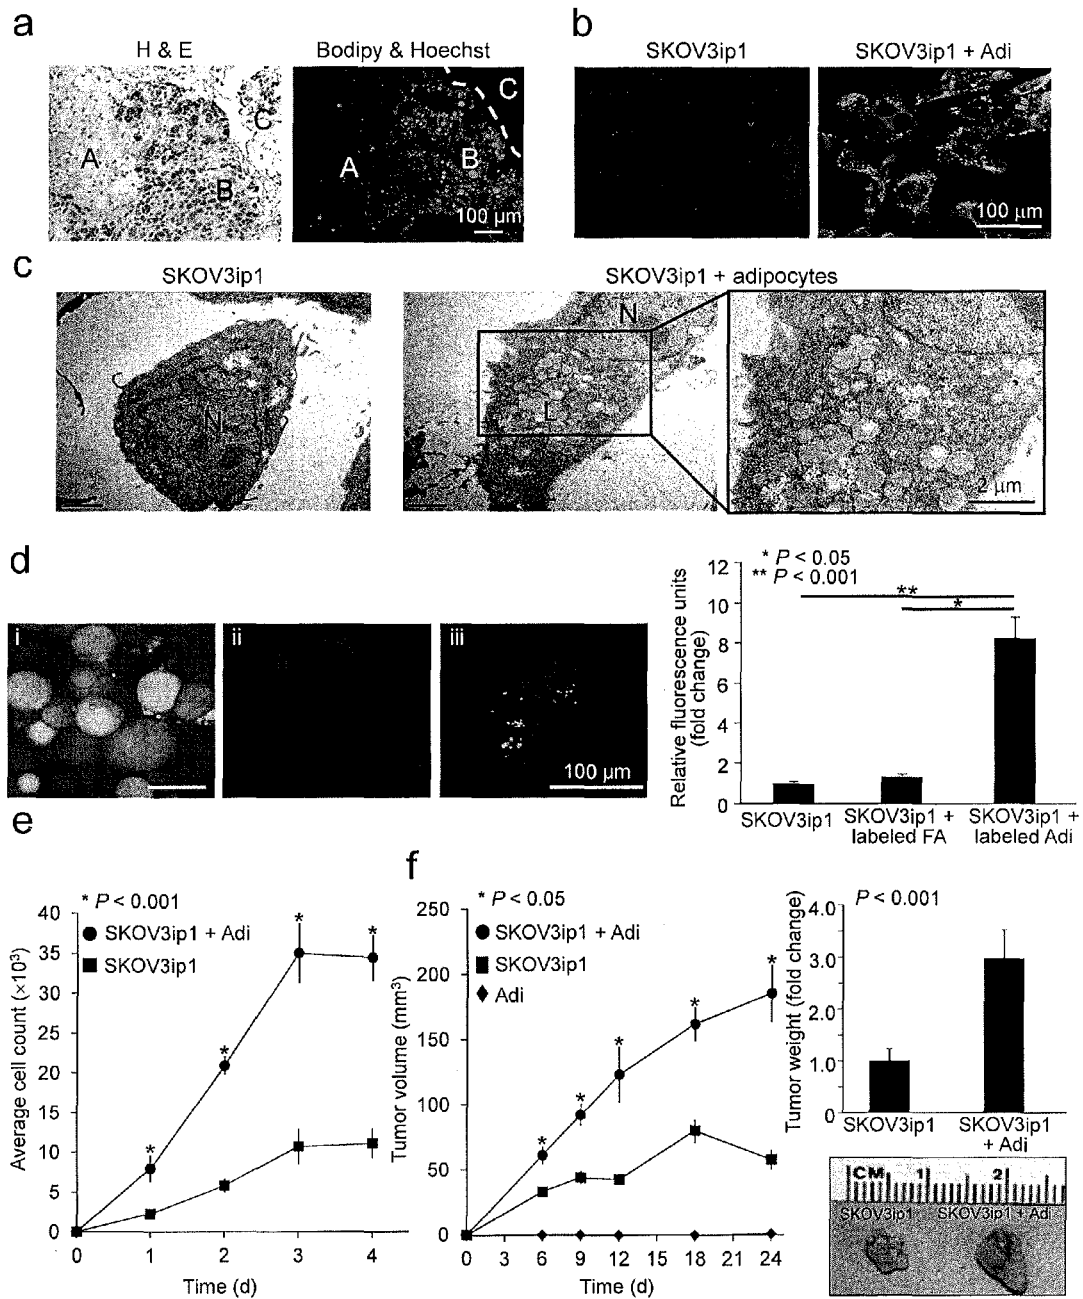 a
H & E
Bodipy & Hoechst
A
B
C
A
B
C
100 µm
b
SKOV3ip1
SKOV3ip1 + Adi
100 µm
c
SKOV3ip1
SKOV3ip1 + adipocytes
N
N
L
L
2 µm
d
i
ii
iii
100 µm
* P < 0.05
** P < 0.001
**
*
Relative fluorescence units
(fold change)
12
10
8
6
4
2
0
SKOV3ip1
SKOV3ip1 +
labeled FA
SKOV3ip1 +
labeled Adi
e
* P < 0.001
SKOV3ip1 + Adi
SKOV3ip1
Average cell count (×10³)
40
35
30
25
20
15
10
5
0
*
*
*
*
0 1 2 3 4
Time (d)
f
* P < 0.05
SKOV3ip1 + Adi
SKOV3ip1
Adi
Tumor volume (mm³)
250
200
150
100
50
0
*
*
*
*
*
0 3 6 9 12 15 18 21 24
Time (d)
P < 0.001
Tumor weight (fold change)
4.0
3.0
2.0
1.0
0
SKOV3ip1
SKOV3ip1
+ Adi
CM 1 2
SKOV3ip1
SKOV3ip1 + Adi